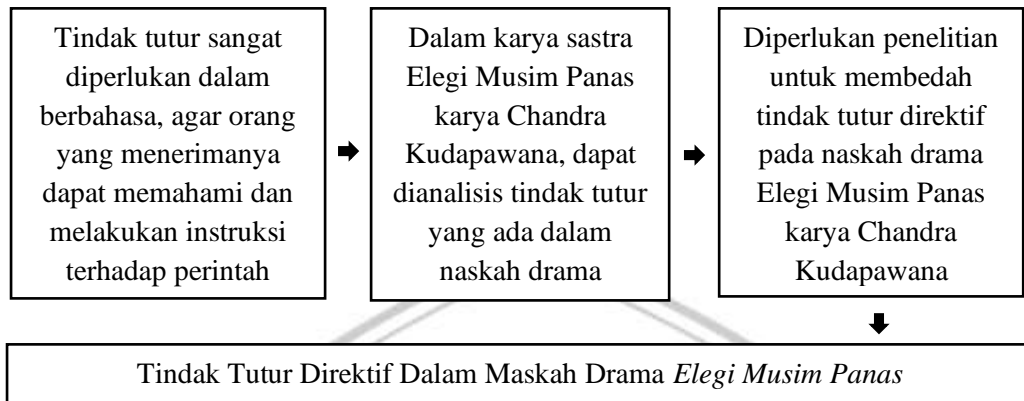 Tindak tutur sangat
diperlukan dalam
berbahasa, agar orang
yang menerimanya
dapat memahami dan
melakukan instruksi
terhadap perintah
Dalam karya sastra
Elegi Musim Panas
karya Chandra
Kudapawana, dapat
dianalisis tindak tutur
yang ada dalam
naskah drama
Diperlukan penelitian
untuk membedah
tindak tutur direktif
pada naskah drama
Elegi Musim Panas
karya Chandra
Kudapawana
Tindak Tutur Direktif Dalam Maskah Drama Elegi Musim Panas